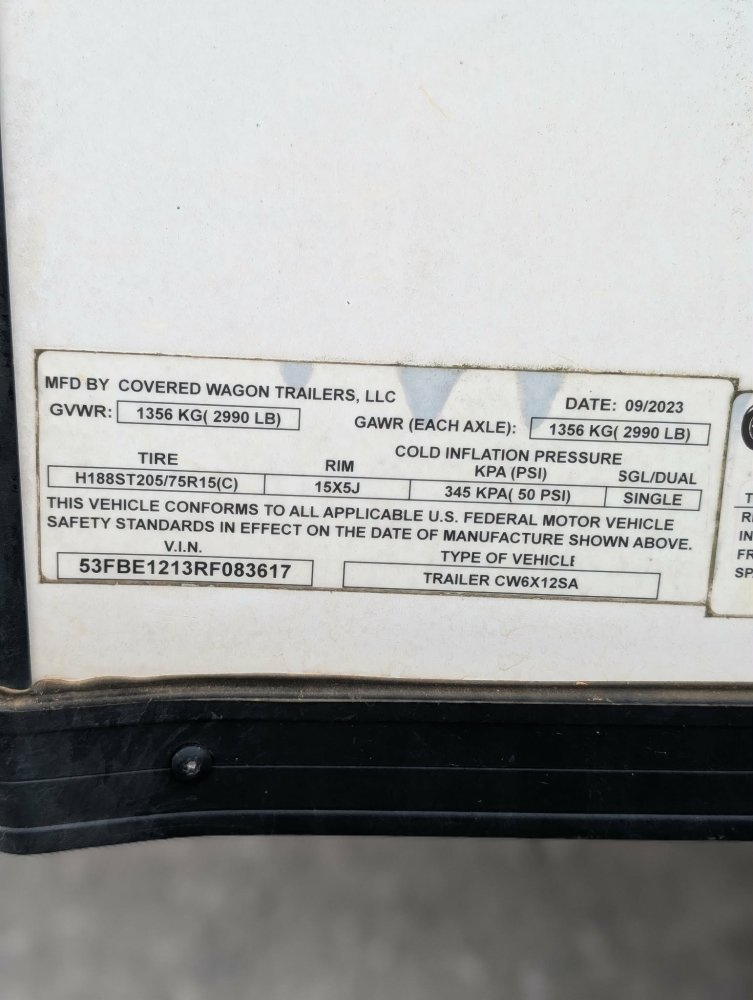 MFD BY COVERED WAGON TRAILERS, LLC
DATE: 09/2023
GVWR: 1356 KG( 2990 LB)
GAWR (EACH AXLE): 1356 KG( 2990 LB)
COLD INFLATION PRESSURE
TIRE RIM KPA (PSI) SGL/DUAL
H188ST205/75R15(C) 15X5J 345 KPA( 50 PSI) SINGLE
THIS VEHICLE CONFORMS TO ALL APPLICABLE U.S. FEDERAL MOTOR VEHICLE
SAFETY STANDARDS IN EFFECT ON THE DATE OF MANUFACTURE SHOWN ABOVE.
V.I.N. TYPE OF VEHICLE
53FBE1213RF083617 TRAILER CW6X12SA